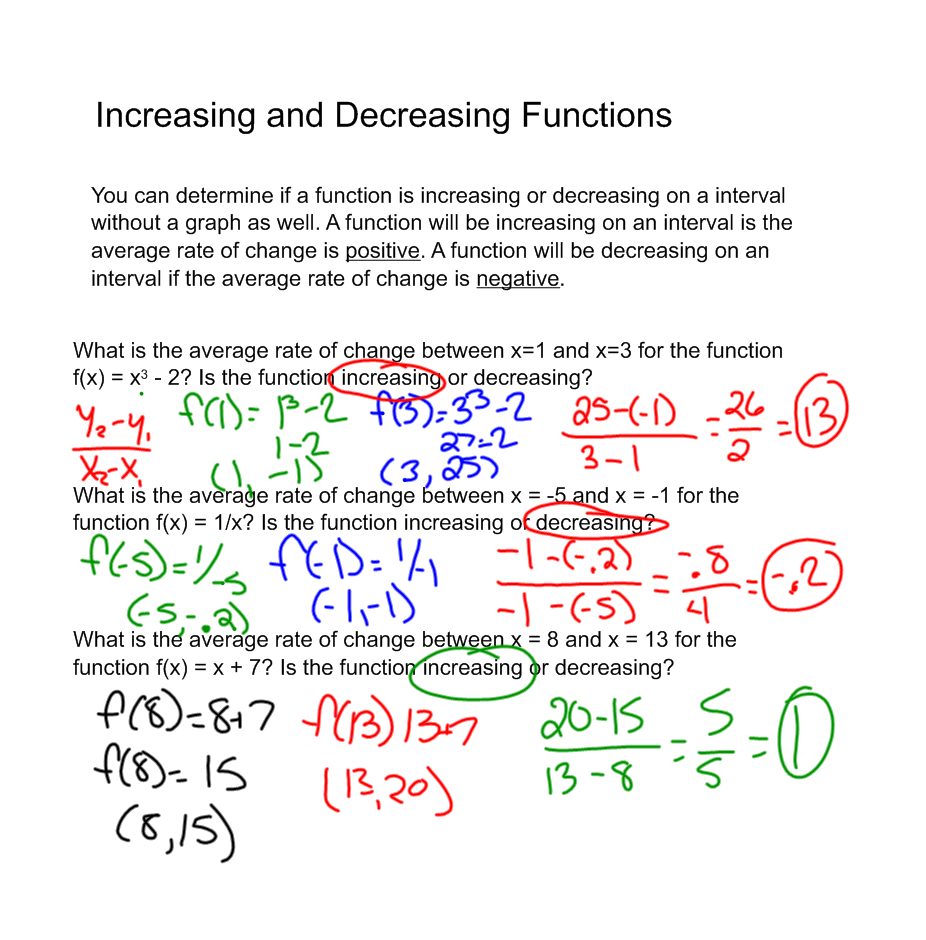 Increasing and Decreasing Functions
You can determine if a function is increasing or decreasing on a interval
without a graph as well. A function will be increasing on an interval is the
average rate of change is positive. A function will be decreasing on an
interval if the average rate of change is negative.
What is the average rate of change between x=1 and x=3 for the function
f(x) = x³ - 2? Is the function increasing or decreasing?
y₂-y₁/x₂-x₁ f(1)= 1³-2 f(3)=3³-2 25-(-1)/3-1 = 26/2 = 13
1-2 27-2
(1, -1) (3, 25)
What is the average rate of change between x = -5 and x = -1 for the
function f(x) = 1/x? Is the function increasing or decreasing?
f(-5)=1/-5 f(-1)= 1/-1 -1-(-.2)/-1-(-5) = -.8/4 = -.2
(-5,-.2) (-1,-1)
What is the average rate of change between x = 8 and x = 13 for the
function f(x) = x + 7? Is the function increasing or decreasing?
f(8)=8+7 f(13) 13+7 20-15/13-8 = 5/5 = 1
f(8)= 15 (13,20)
(8,15)